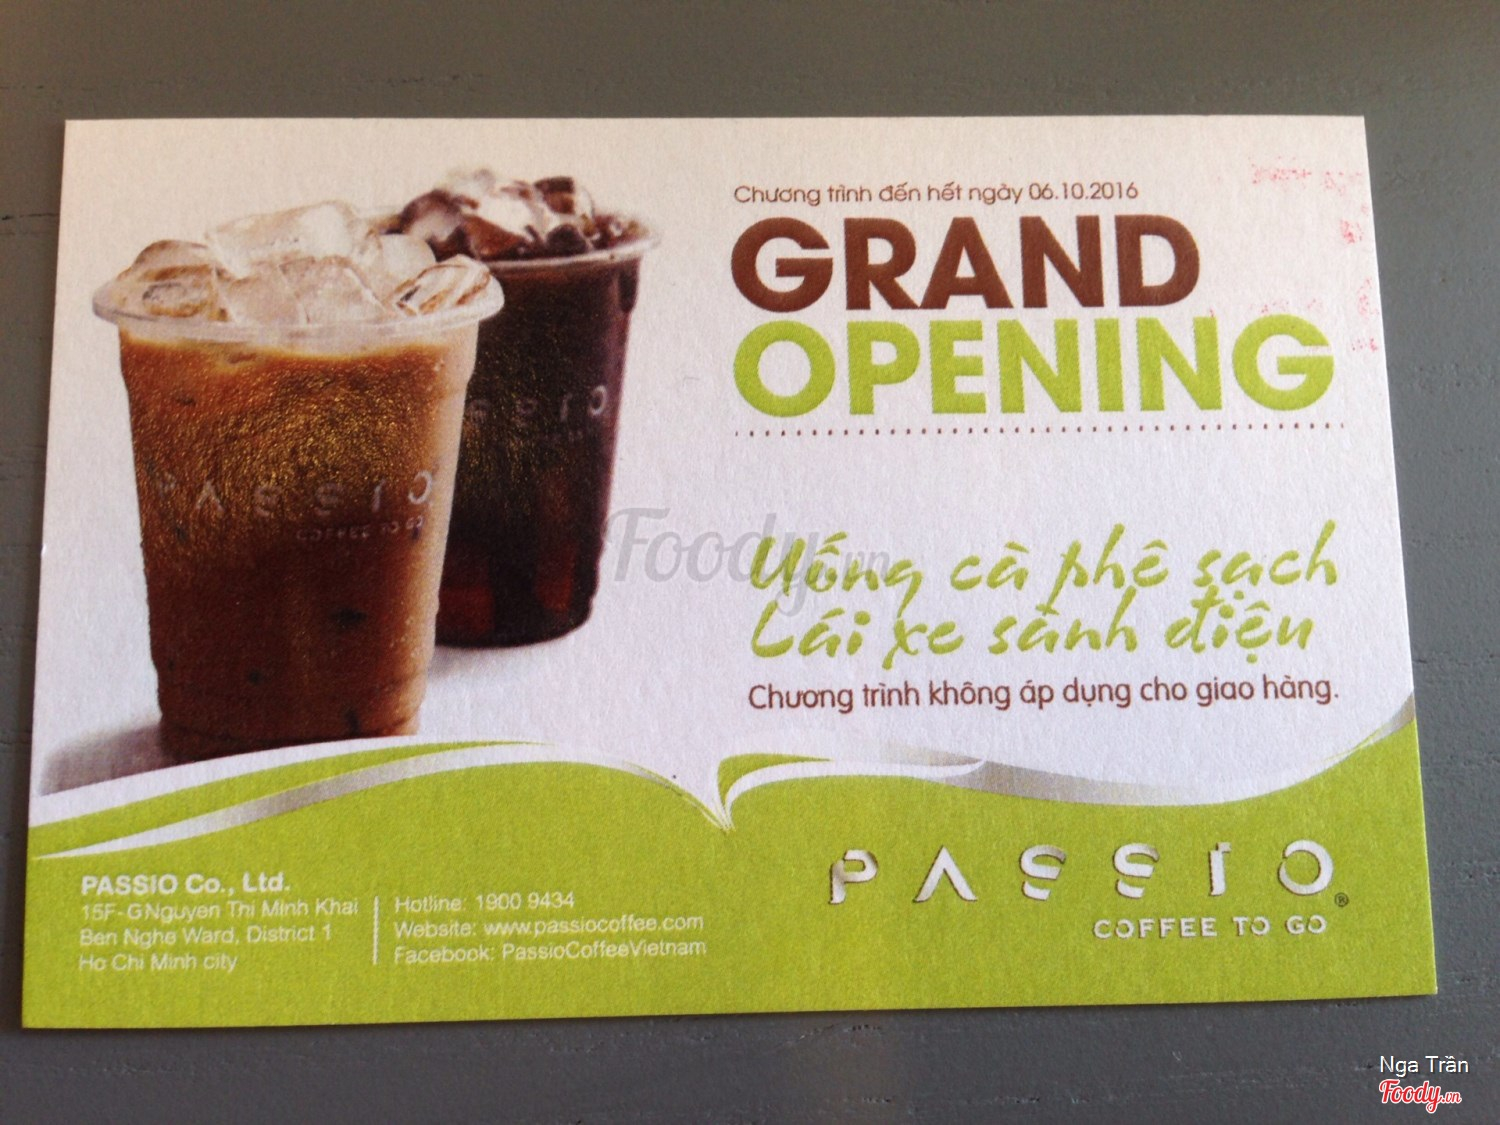 Chương trình đến hết ngày 06.10.2016
GRAND
OPENING
Uống cà phê sạch
Lái xe sành điệu
Chương trình không áp dụng cho giao hàng.
PASSIO
COFFEE TO GO
PASSIO
Foody.vn
PASSIO Co., Ltd.
15F-G Nguyen Thi Minh Khai
Ben Nghe Ward, District 1
Ho Chi Minh city
Hotline: 1900 9434
Website: www.passiocoffee.com
Facebook: PassioCoffeeVietnam
PASSIO®
COFFEE TO GO
Nga Trần
Foody.vn